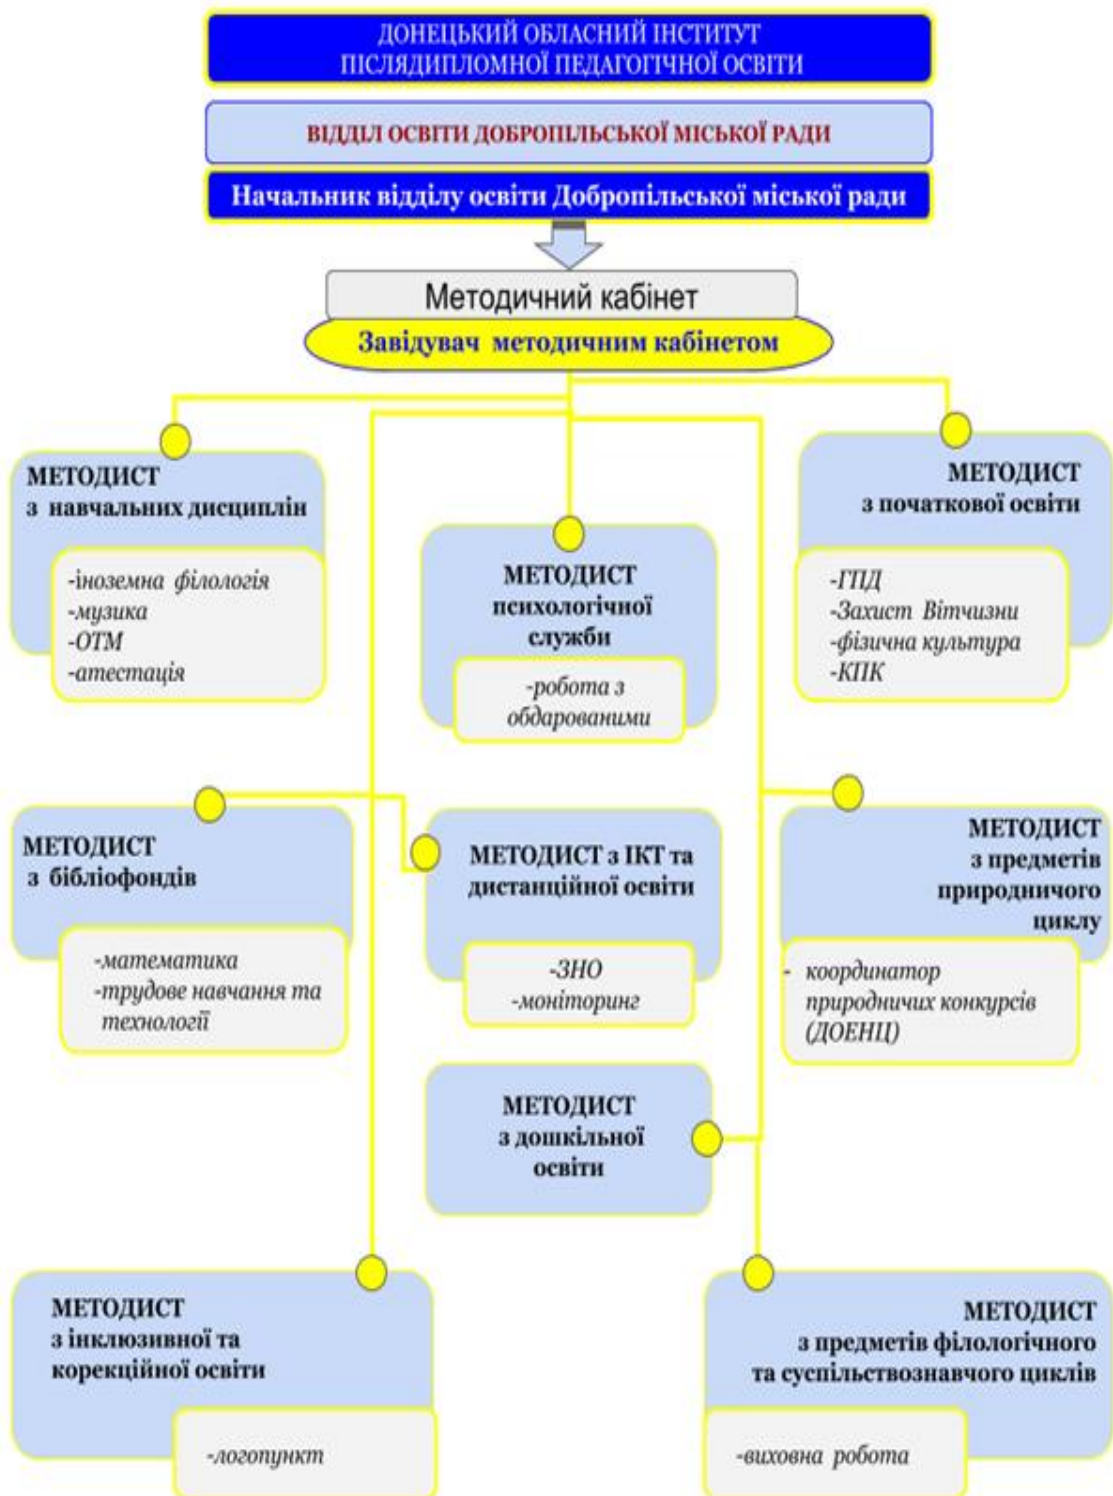 ДОНЕЦЬКИЙ ОБЛАСНИЙ ІНСТИТУТ
ПІСЛЯДИПЛОМНОЇ ПЕДАГОГІЧНОЇ ОСВІТИ
ВІДДІЛ ОСВІТИ ДОБРОПІЛЬСЬКОЇ МІСЬКОЇ РАДИ
Начальник відділу освіти Добропільської міської ради
Методичний кабінет
Завідувач методичним кабінетом
МЕТОДИСТ
з навчальних дисциплін
-іноземна філологія
-музика
-ОТМ
-атестація
МЕТОДИСТ
психологічної
служби
-робота з
обдарованими
МЕТОДИСТ
з початкової освіти
-ГПД
-Захист Вітчизни
-фізична культура
-КПК
МЕТОДИСТ
з бібліофондів
-математика
-трудове навчання та
технології
МЕТОДИСТ з ІКТ та
дистанційної освіти
-ЗНО
-моніторинг
МЕТОДИСТ
з предметів
природничого
циклу
- координатор
природничих конкурсів
(ДОЕНЦ)
МЕТОДИСТ
з дошкільної
освіти
МЕТОДИСТ
з інклюзивної та
корекційної освіти
-логопункт
МЕТОДИСТ
з предметів філологічного
та суспільствознавчого циклів
-виховна робота